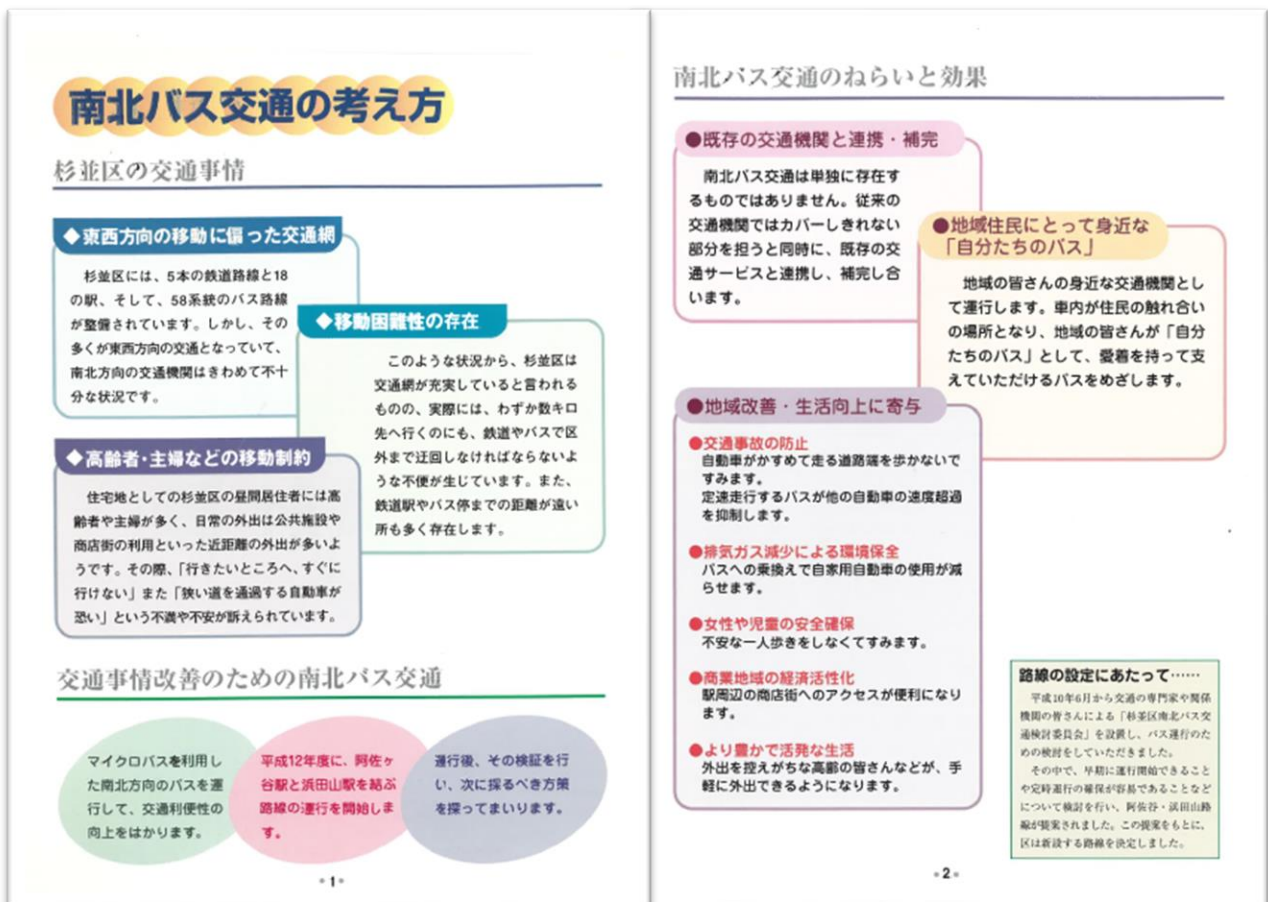 南北バス交通の考え方
杉並区の交通事情
◆東西方向の移動に偏った交通網
杉並区には、5本の鉄道路線と18
の駅、そして、58系統のバス路線
が整備されています。しかし、その
多くが東西方向の交通となっていて、
南北方向の交通機関はきわめて不十
分な状況です。
◆移動困難性の存在
このような状況から、杉並区は
交通網が充実していると言われる
ものの、実際には、わずか数キロ
先へ行くのにも、鉄道やバスで区
外まで迂回しなければならないよ
うな不便が生じています。また、
鉄道駅やバス停までの距離が遠い
所も多く存在します。
◆高齢者・主婦などの移動制約
住宅地としての杉並区の昼間居住者には高
齢者や主婦が多く、日常の外出は公共施設や
商店街の利用といった近距離の外出が多いよ
うです。その際、「行きたいところへ、すぐに
行けない」また「狭い道を通過する自動車が
恐い」という不満や不安が訴えられています。
交通事情改善のための南北バス交通
マイクロバスを利用し
た南北方向のバスを運
行して、交通利便性の
向上をはかります。
平成12年度に、阿佐ヶ
谷駅と浜田山駅を結ぶ
路線の運行を開始しま
す。
運行後、その検証を行
い、次に採るべき方策
を探ってまいります。
1
南北バス交通のねらいと効果
●既存の交通機関と連携・補完
南北バス交通は単独に存在す
るものではありません。従来の
交通機関ではカバーしきれない
部分を担うと同時に、既存の交
通サービスと連携し、補完し合
います。
●地域住民にとって身近な
「自分たちのバス」
地域の皆さんの身近な交通機関とし
て運行します。車内が住民の触れ合い
の場所となり、地域の皆さんが「自分
たちのバス」として、愛着を持って支
えていただけるバスをめざします。
●地域改善・生活向上に寄与
●交通事故の防止
自動車がかすめて走る道路端を歩かないで
すみます。
定速走行するバスが他の自動車の速度超過
を抑制します。
●排気ガス減少による環境保全
バスへの乗換えで自家用自動車の使用が減
らせます。
●女性や児童の安全確保
不安な一人歩きをしなくてすみます。
●商業地域の経済活性化
駅周辺の商店街へのアクセスが便利になり
ます。
●より豊かで活発な生活
外出を控えがちな高齢の皆さんなどが、手
軽に外出できるようになります。
路線の設定にあたって……
平成10年6月から交通の専門家や関係
機関の皆さんによる「杉並区南北バス交
通検討委員会」を設置し、バス運行のた
めの検討をしていただきました。
その中で、早期に運行開始できること
や定時運行の確保が容易であることなど
について検討を行い、阿佐谷・浜田山路
線が提案されました。この提案をもとに、
区は新設する路線を決定しました。
2